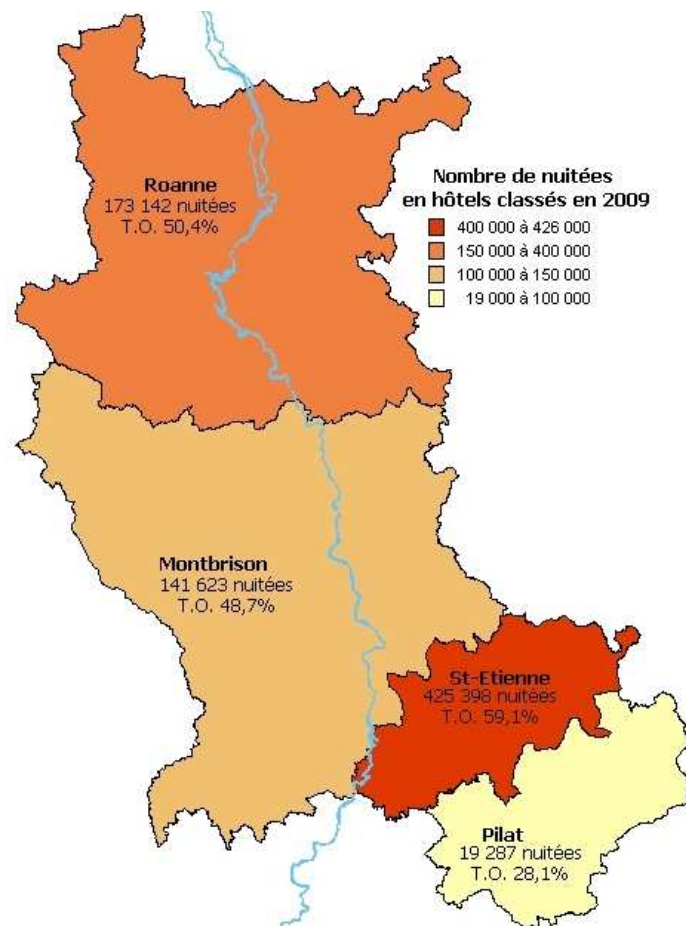 Roanne
173 142 nuitées
T.O. 50,4%
Nombre de nuitées
en hôtels classés en 2009
400 000 à 426 000
150 000 à 400 000
100 000 à 150 000
19 000 à 100 000
Montbrison
141 623 nuitées
T.O. 48,7%
St-Etienne
425 398 nuitées
T.O. 59,1%
Pilat
19 287 nuitées
T.O. 28,1%